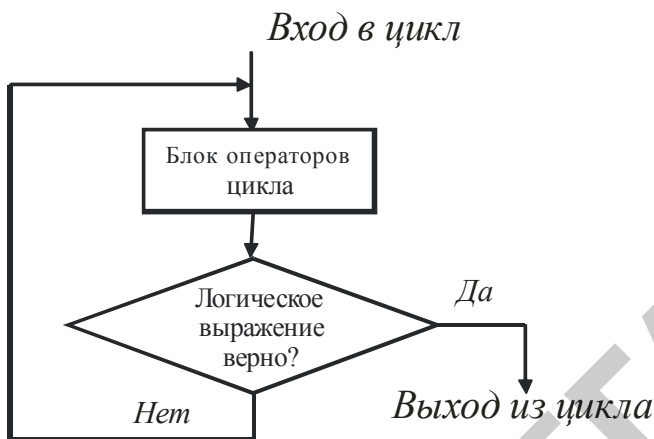 Вход в цикл
Блок операторов
цикла
Логическое
выражение
верно?
Да
Нет
Выход из цикла